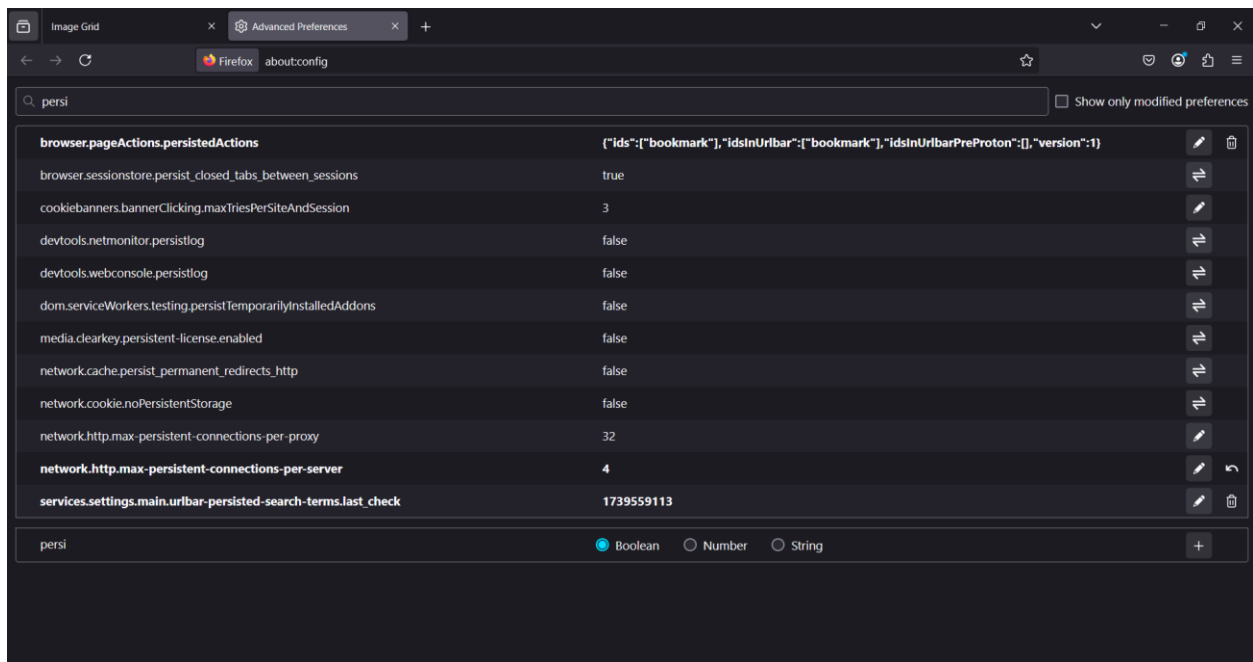 Image Grid
Advanced Preferences
Firefox about:config
persi
Show only modified preferences
browser.pageActions.persistedActions {"ids":["bookmark"],"idsInUrlbar":["bookmark"],"idsInUrlbarPreProton":[],"version":1}
browser.sessionstore.persist_closed_tabs_between_sessions true
cookiebanners.bannerClicking.maxTriesPerSiteAndSession 3
devtools.netmonitor.persistlog false
devtools.webconsole.persistlog false
dom.serviceWorkers.testing.persistTemporarilyInstalledAddons false
media.clearkey.persistent-license.enabled false
network.cache.persist_permanent_redirects_http false
network.cookie.noPersistentStorage false
network.http.max-persistent-connections-per-proxy 32
network.http.max-persistent-connections-per-server 4
services.settings.main.urlbar-persisted-search-terms.last_check 1739559113
persi Boolean Number String